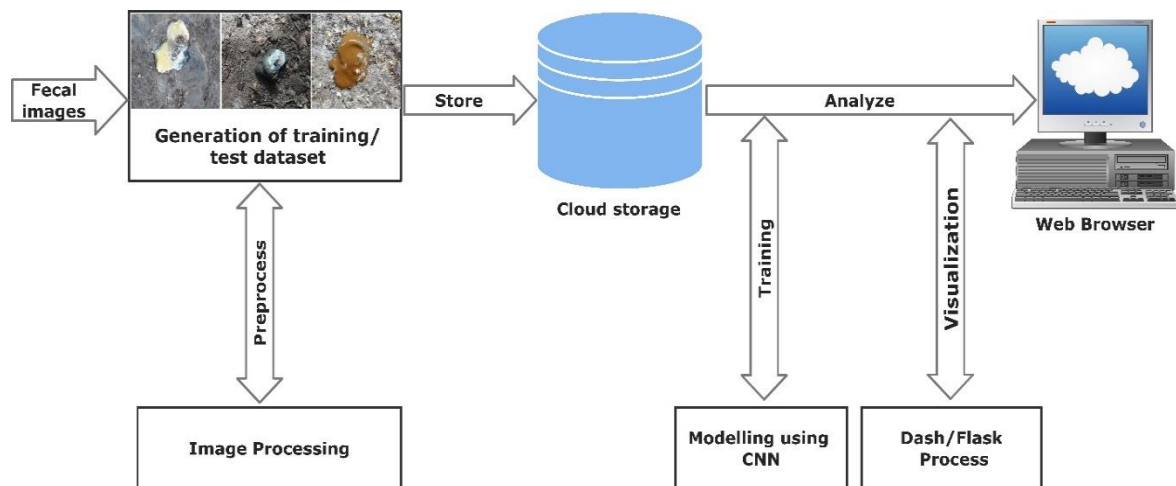 Fecal
images
Generation of training/
test dataset
Store
Cloud storage
Analyze
Web Browser
Preprocess
Training
Visualization
Image Processing
Modelling using
CNN
Dash/Flask
Process